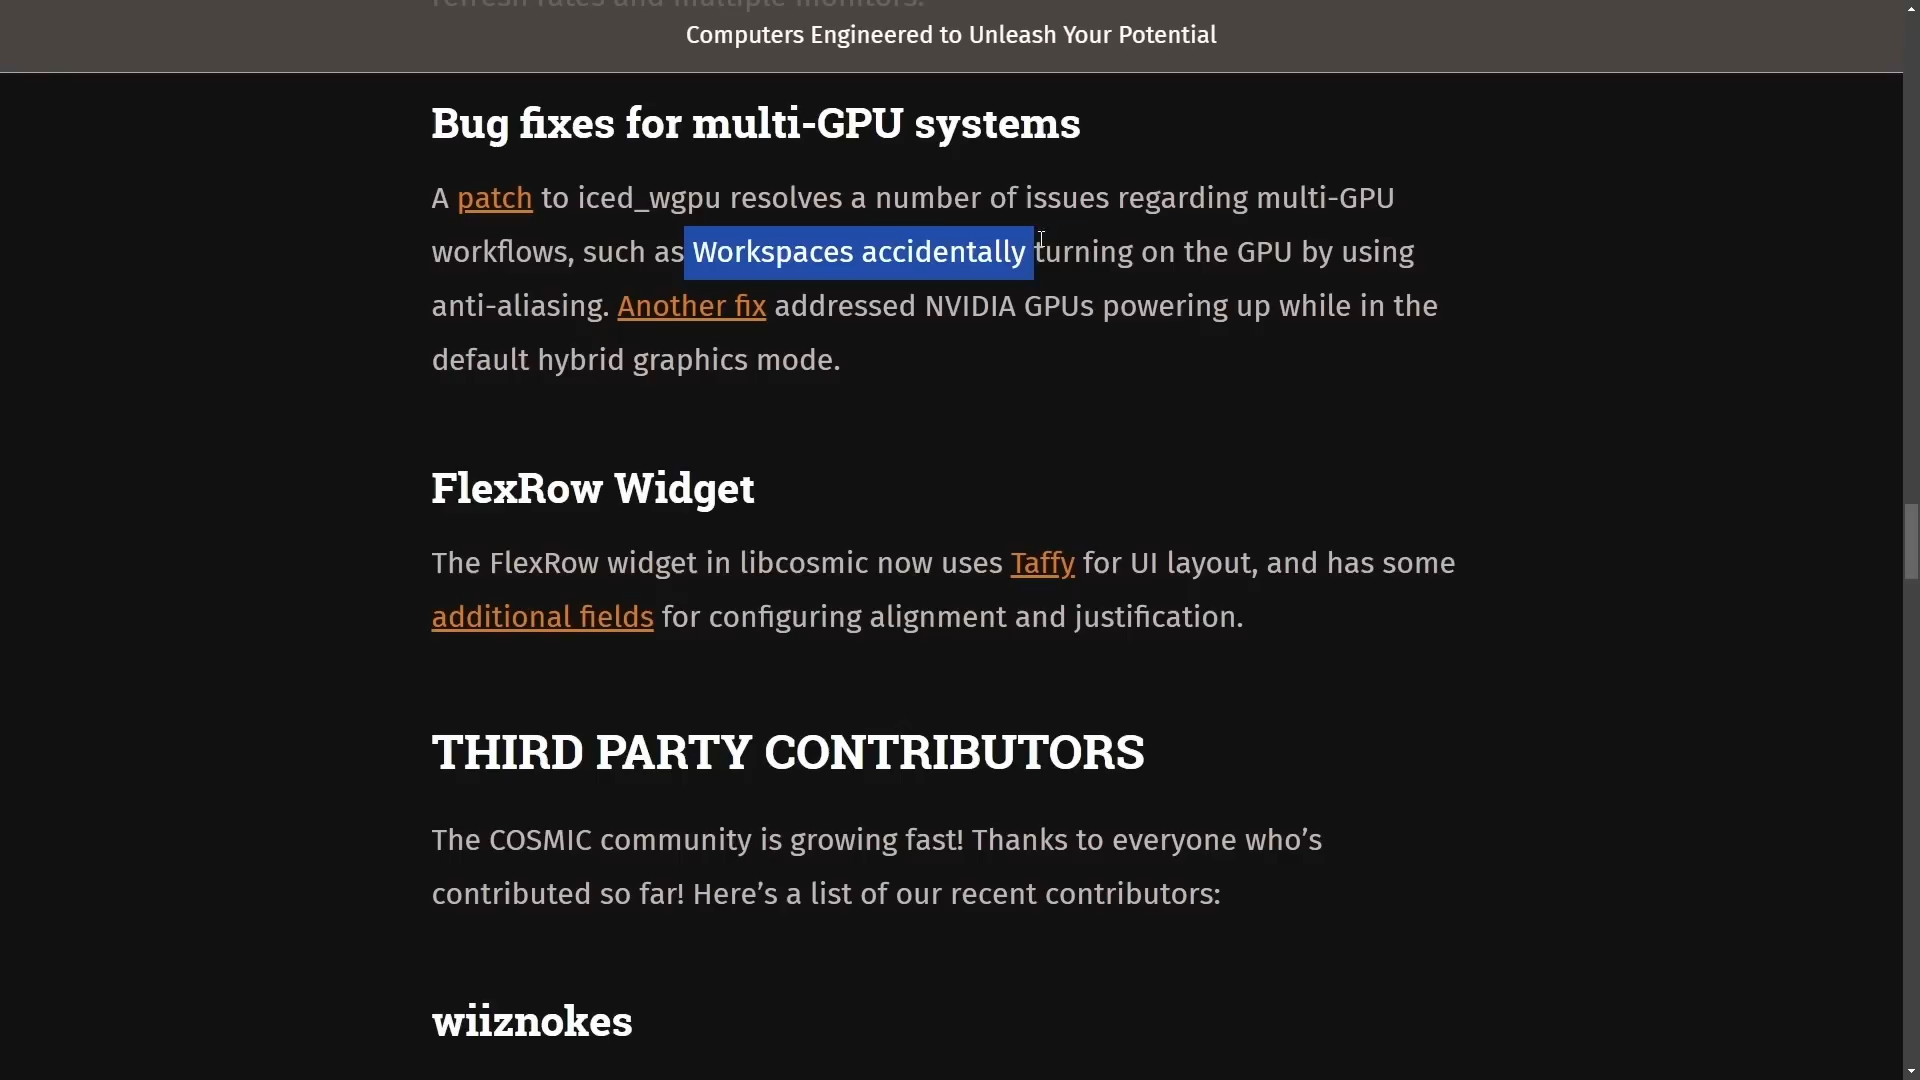 refresh rates and multiple monitors.
Computers Engineered to Unleash Your Potential
Bug fixes for multi-GPU systems
A patch to iced_wgpu resolves a number of issues regarding multi-GPU
workflows, such as Workspaces accidentally turning on the GPU by using
anti-aliasing. Another fix addressed NVIDIA GPUs powering up while in the
default hybrid graphics mode.
FlexRow Widget
The FlexRow widget in libcosmic now uses Taffy for UI layout, and has some
additional fields for configuring alignment and justification.
THIRD PARTY CONTRIBUTORS
The COSMIC community is growing fast! Thanks to everyone who’s
contributed so far! Here’s a list of our recent contributors:
wiiznokes